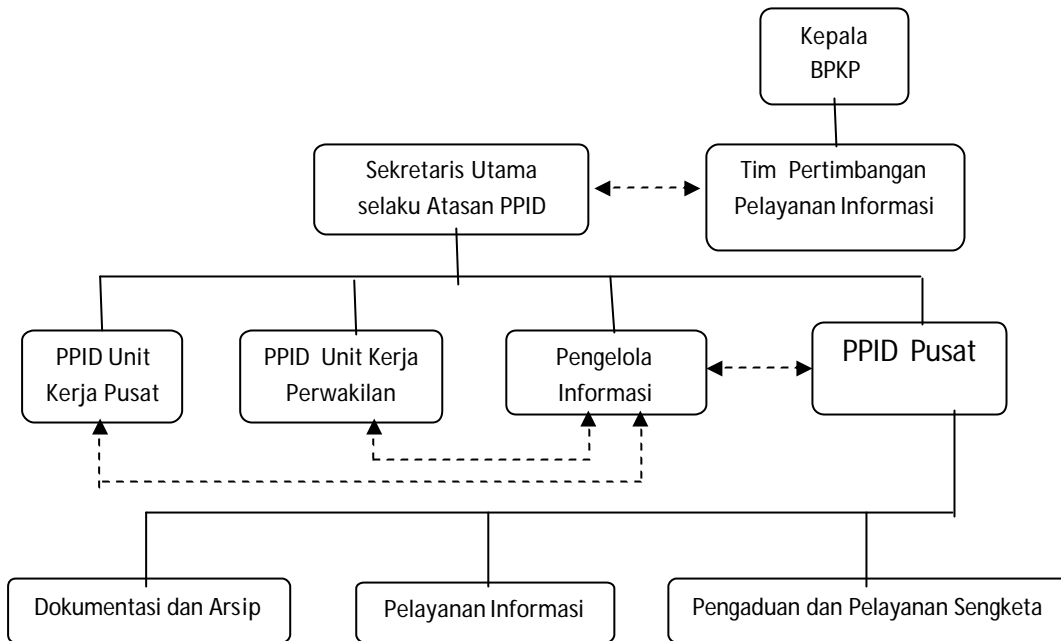 Kepala
BPKP
Sekretaris Utama
selaku Atasan PPID
Tim Pertimbangan
Pelayanan Informasi
PPID Unit
Kerja Pusat
PPID Unit Kerja
Perwakilan
Pengelola
Informasi
PPID Pusat
Dokumentasi dan Arsip
Pelayanan Informasi
Pengaduan dan Pelayanan Sengketa